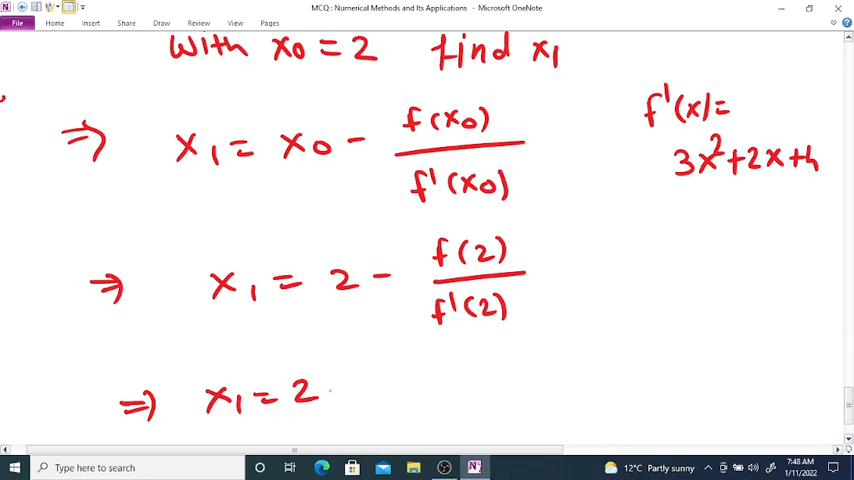 MCQ : Numerical Methods and Its Applications - Microsoft OneNote
File Home Insert Draw History Review View Pages
With x0 = 2 find x1
f'(x) =
3x²+2x+h
⇒ x1 = x0 - f(x0)/f'(x0)
⇒ x1 = 2 - f(2)/f'(2)
⇒ x1 = 2
Type here to search
12°C Partly sunny
7:48 AM
1/11/2022